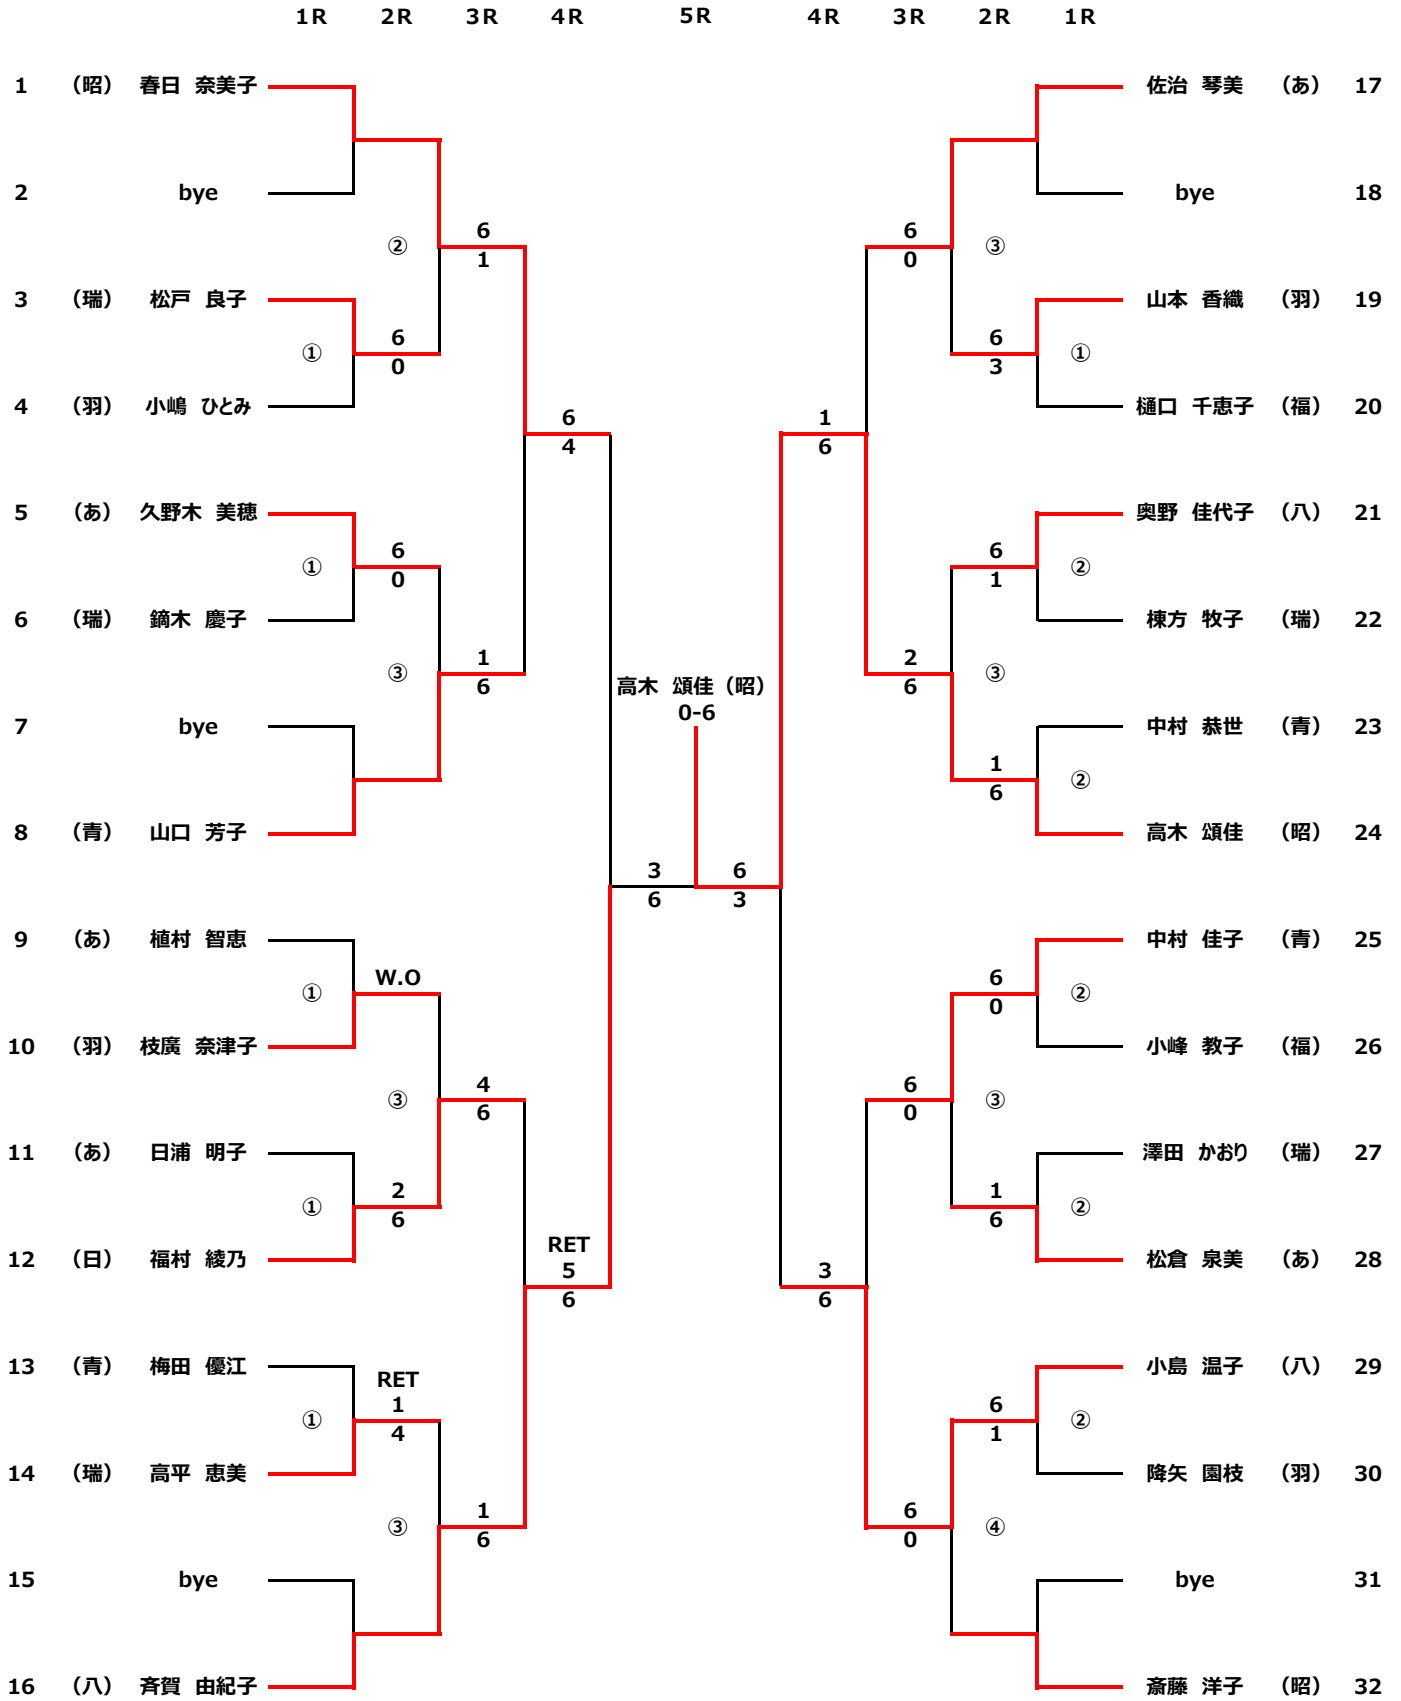 1R 2R 3R 4R 5R 4R 3R 2R 1R
1 （昭） 春日 奈美子 佐治 琴美 （あ） 17
2 bye bye 18
6 6
② ③
1 0
3 （瑞） 松戸 良子 山本 香織 （羽） 19
6 6
① ①
0 3
4 （羽） 小嶋 ひとみ 樋口 千恵子 （福） 20
6 1
4 6
5 （あ） 久野木 美穂 奥野 佳代子 （八） 21
6 6
① ②
0 1
6 （瑞） 鏑木 慶子 棟方 牧子 （瑞） 22
1 2
③ ③
6 6
高木 頌佳（昭）
0-6
7 bye 中村 恭世 （青） 23
1
②
6
8 （青） 山口 芳子 高木 頌佳 （昭） 24
3 6
6 3
9 （あ） 植村 智恵 中村 佳子 （青） 25
W.O 6
① ②
0
10 （羽） 枝廣 奈津子 小峰 教子 （福） 26
4 6
③ ③
6 0
11 （あ） 日浦 明子 澤田 かおり （瑞） 27
2 1
① ②
6 6
12 （日） 福村 綾乃 松倉 泉美 （あ） 28
RET
5 3
6 6
13 （青） 梅田 優江 小島 温子 （八） 29
RET
1 6
① ②
4 1
14 （瑞） 高平 恵美 降矢 園枝 （羽） 30
1 6
③ ④
6 0
15 bye bye 31
16 （八） 斉賀 由紀子 斎藤 洋子 （昭） 32